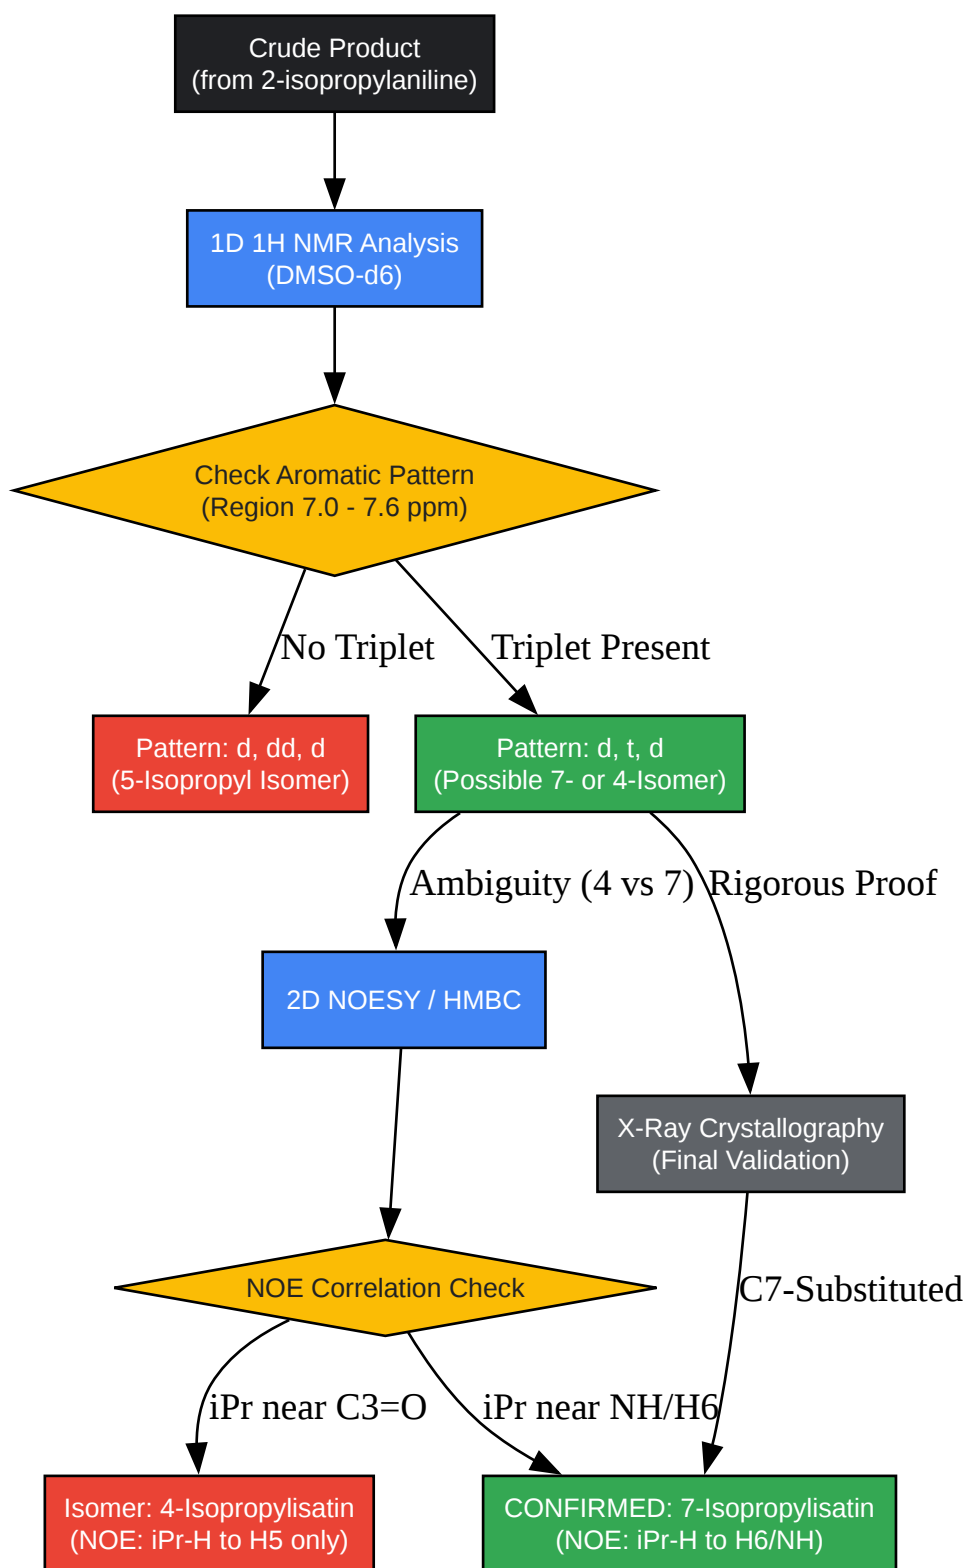 Crude Product
(from 2-isopropylaniline)
1D 1H NMR Analysis
(DMSO-d6)
Check Aromatic Pattern
(Region 7.0 - 7.6 ppm)
No Triplet
Triplet Present
Pattern: d, dd, d
(5-Isopropyl Isomer)
Pattern: d, t, d
(Possible 7- or 4-Isomer)
Ambiguity (4 vs 7)
Rigorous Proof
2D NOESY / HMBC
X-Ray Crystallography
(Final Validation)
NOE Correlation Check
C7-Substituted
iPr near C3=O
iPr near NH/H6
Isomer: 4-Isopropylisatin
(NOE: iPr-H to H5 only)
CONFIRMED: 7-Isopropylisatin
(NOE: iPr-H to H6/NH)